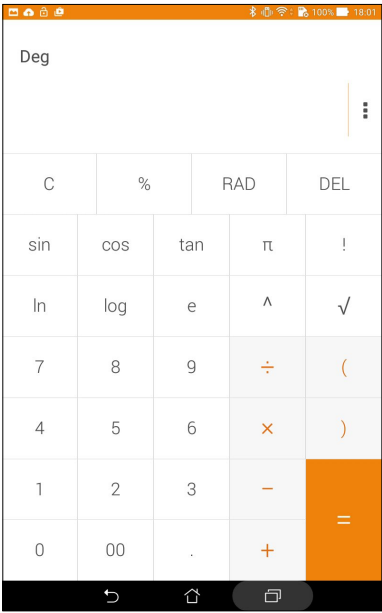 100% 18:01
Deg
C % RAD DEL
sin cos tan π !
ln log e ^ √
7 8 9 ÷ (
4 5 6 × )
1 2 3 −
=
0 00 . +